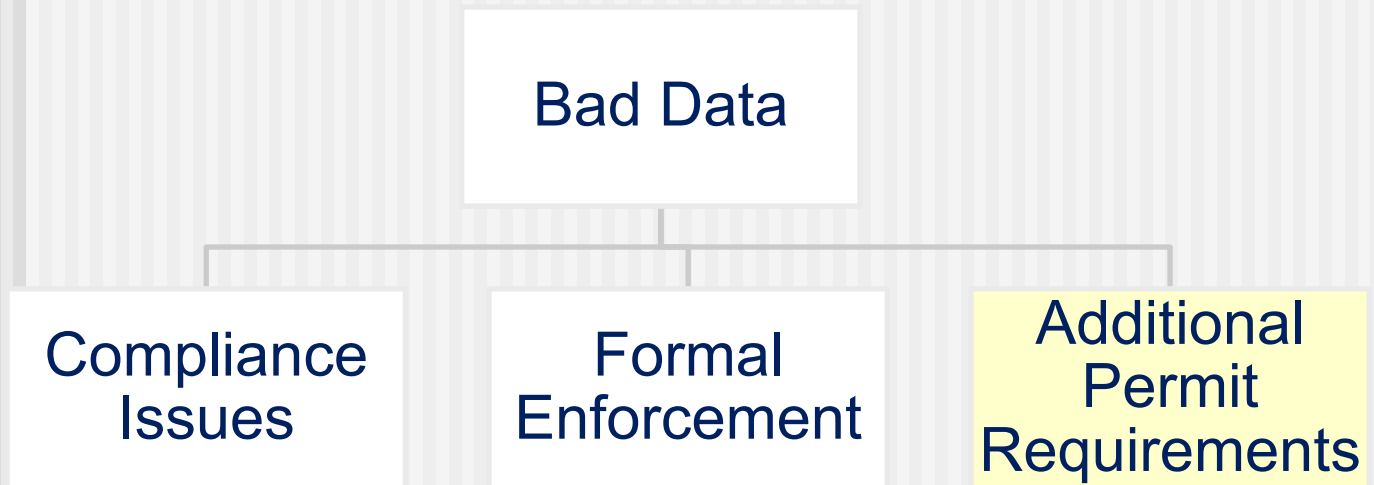 Bad Data
Compliance
Issues
Formal
Enforcement
Additional
Permit
Requirements